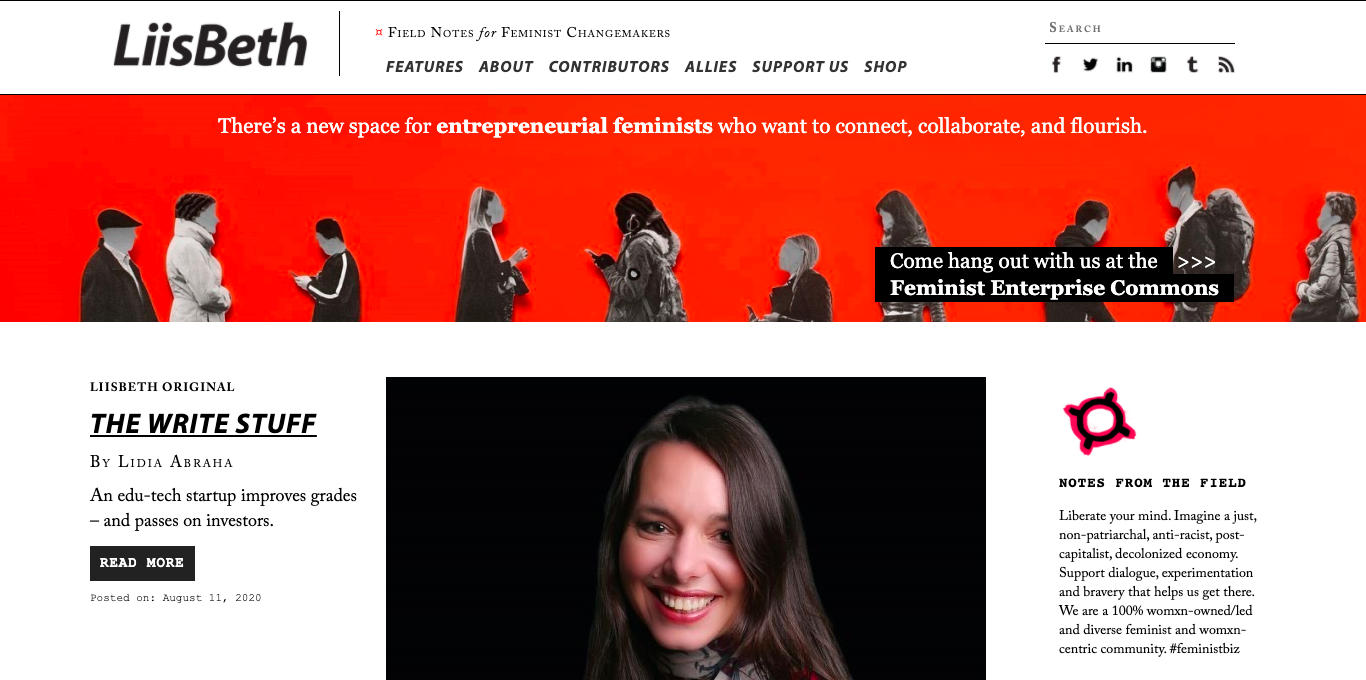 LiisBeth
¤ Field Notes for Feminist Changemakers
FEATURES ABOUT CONTRIBUTORS ALLIES SUPPORT US SHOP
Search
There's a new space for entrepreneurial feminists who want to connect, collaborate, and flourish.
Come hang out with us at the >>>
Feminist Enterprise Commons
LIISBETH ORIGINAL
THE WRITE STUFF
By Lidia Abraha
An edu-tech startup improves grades
– and passes on investors.
READ MORE
Posted on: August 11, 2020
NOTES FROM THE FIELD
Liberate your mind. Imagine a just,
non-patriarchal, anti-racist, post-
capitalist, decolonized economy.
Support dialogue, experimentation
and bravery that helps us get there.
We are a 100% womxn-owned/led
and diverse feminist and womxn-
centric community. #feministbiz